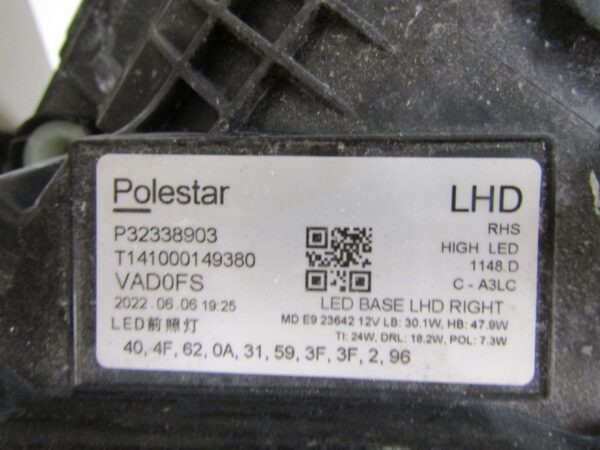 Polestar
LHD
P32338903
RHS
T141000149380
HIGH LED
VAD0FS
1148.D
2022.06.06 19:25
C - A3LC
LED前照灯
LED BASE LHD RIGHT
MD E9 23642 12V LB: 30.1W, HB: 47.9W
TI: 24W, DRL: 18.2W, POL: 7.3W
40, 4F, 62, 0A, 31, 59, 3F, 3F, 2, 96